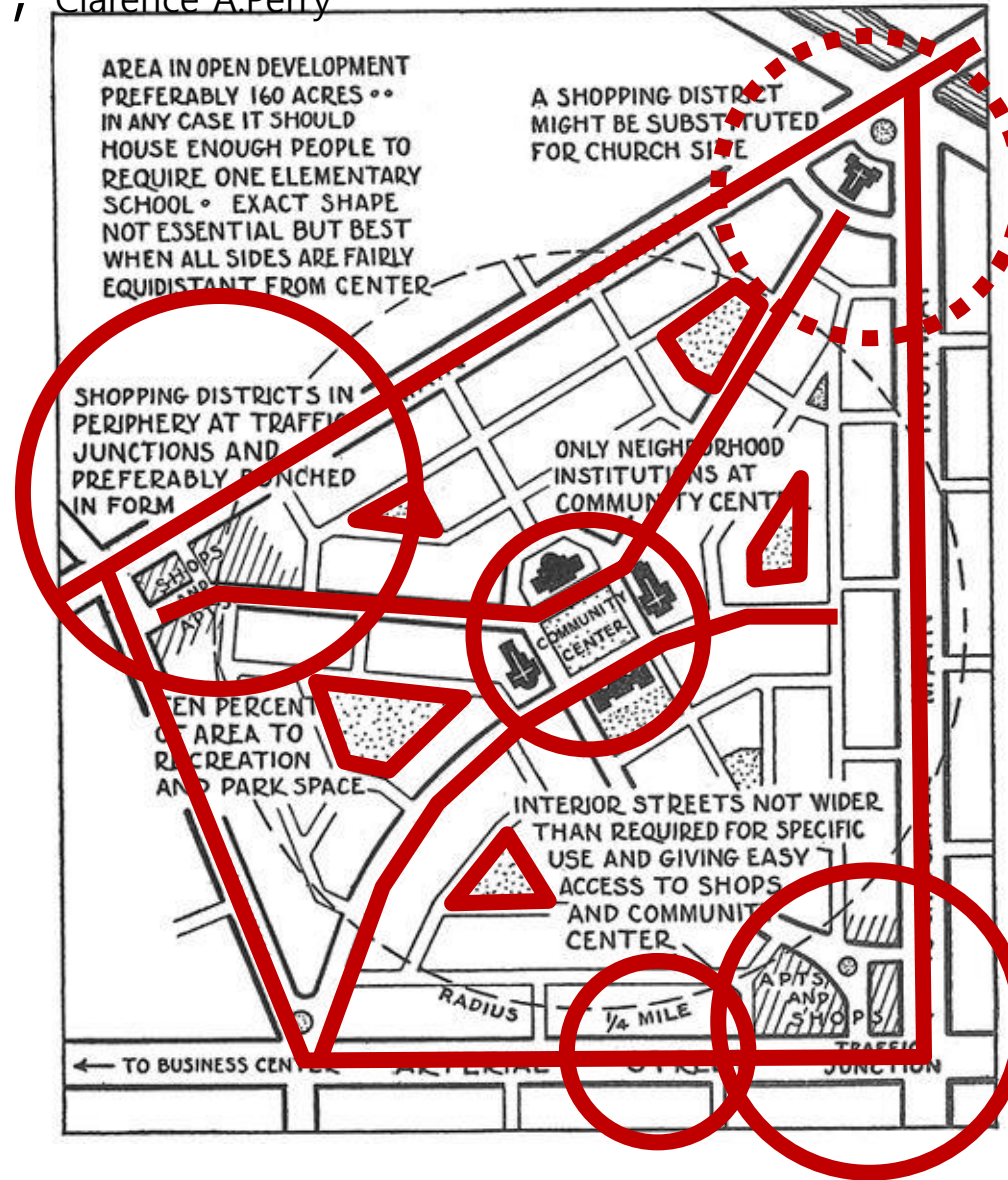 , Clarence A.Perry
AREA IN OPEN DEVELOPMENT
PREFERABLY 160 ACRES ••
IN ANY CASE IT SHOULD
HOUSE ENOUGH PEOPLE TO
REQUIRE ONE ELEMENTARY
SCHOOL • EXACT SHAPE
NOT ESSENTIAL BUT BEST
WHEN ALL SIDES ARE FAIRLY
EQUIDISTANT FROM CENTER
A SHOPPING DISTRICT
MIGHT BE SUBSTITUTED
FOR CHURCH SITE
SHOPPING DISTRICTS IN
PERIPHERY AT TRAFFIC
JUNCTIONS AND
PREFERABLY BUNCHED
IN FORM
ONLY NEIGHBORHOOD
INSTITUTIONS AT
COMMUNITY CENTER
SHOPS
AND
APTS
COMMUNITY
CENTER
TEN PERCENT
OF AREA TO
RECREATION
AND PARK SPACE
INTERIOR STREETS NOT WIDER
THAN REQUIRED FOR SPECIFIC
USE AND GIVING EASY
ACCESS TO SHOPS
AND COMMUNITY
CENTER
MAIN
RADIUS
1/4 MILE
APTS
AND
SHOPS
TRAFFIC
JUNCTION
← TO BUSINESS CENTER
ARTERIAL STREET